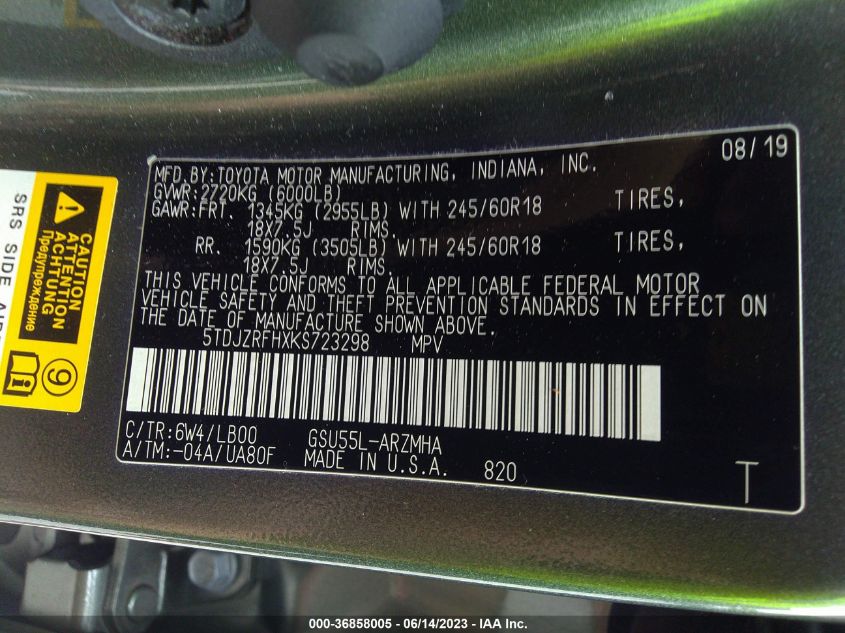 MFD. BY: TOYOTA MOTOR MANUFACTURING, INDIANA, INC. 08/19
GVWR: 2720KG (6000LB)
GAWR: FRT. 1345KG (2955LB) WITH 245/60R18 TIRES,
18X7.5J RIMS.
RR. 1590KG (3505LB) WITH 245/60R18 TIRES,
18X7.5J RIMS.
THIS VEHICLE CONFORMS TO ALL APPLICABLE FEDERAL MOTOR
VEHICLE SAFETY AND THEFT PREVENTION STANDARDS IN EFFECT ON
THE DATE OF MANUFACTURE SHOWN ABOVE.
5TDJZRFHXKS723298 MPV
C/TR: 6W4/LB00 GSU55L-ARZMHA
A/TM: -04A/UA80F MADE IN U.S.A. 820
T
SRS SIDE
CAUTION
ATTENTION
ACHTUNG
Предупреждение
9
000-36858005 - 06/14/2023 - IAA Inc.